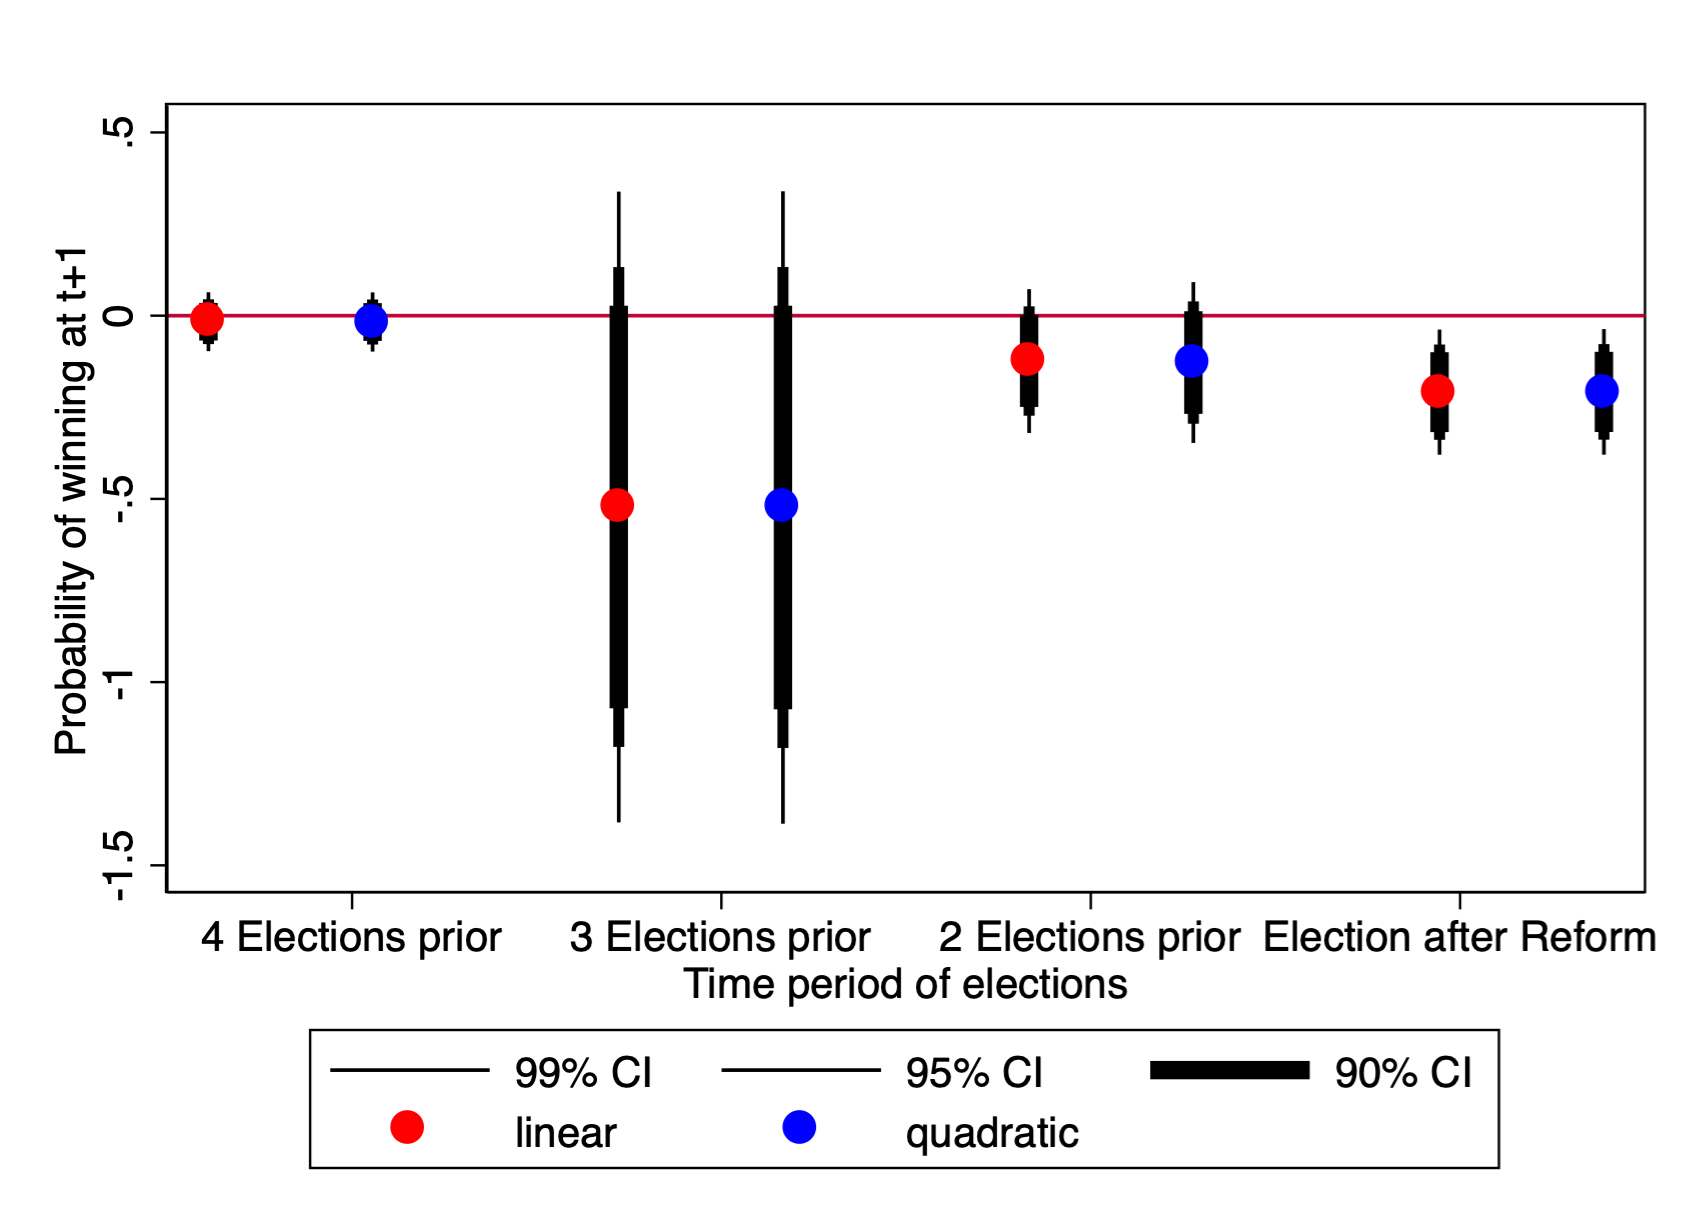 Probability of winning at t+1
.5
0
-.5
-1
-1.5
4 Elections prior
3 Elections prior
2 Elections prior
Election after Reform
Time period of elections
99% CI
95% CI
90% CI
linear
quadratic